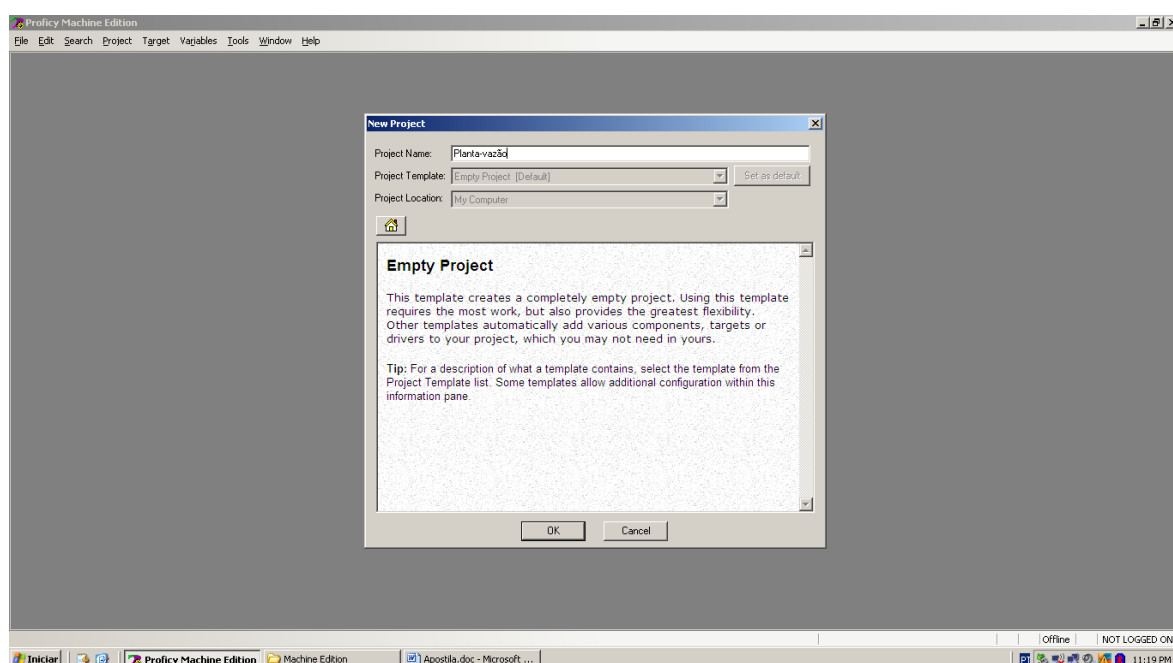 Proficy Machine Edition
File Edit Search Project Target Variables Tools Window Help
New Project
Project Name: Planta-vazão
Project Template: Empty Project [Default] Set as default
Project Location: My Computer
Empty Project
This template creates a completely empty project. Using this template
requires the most work, but also provides the greatest flexibility.
Other templates automatically add various components, targets or
drivers to your project, which you may not need in yours.
Tip: For a description of what a template contains, select the template from the
Project Template list. Some templates allow additional configuration within this
information pane.
OK Cancel
Offline NOT LOGGED ON
Iniciar Proficy Machine Edition Machine Edition Apostila.doc - Microsoft ... PT 11:19 PM